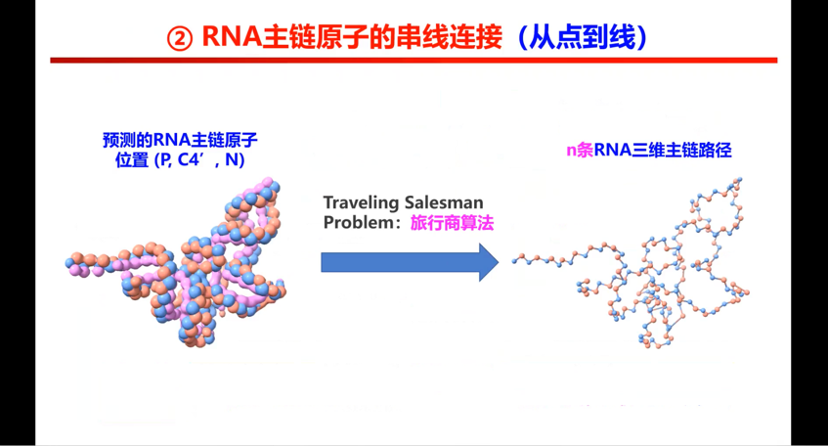 ② RNA主链原子的串线连接（从点到线）
预测的RNA主链原子
位置 (P, C4′, N)
n条RNA三维主链路径
Traveling Salesman
Problem：旅行商算法